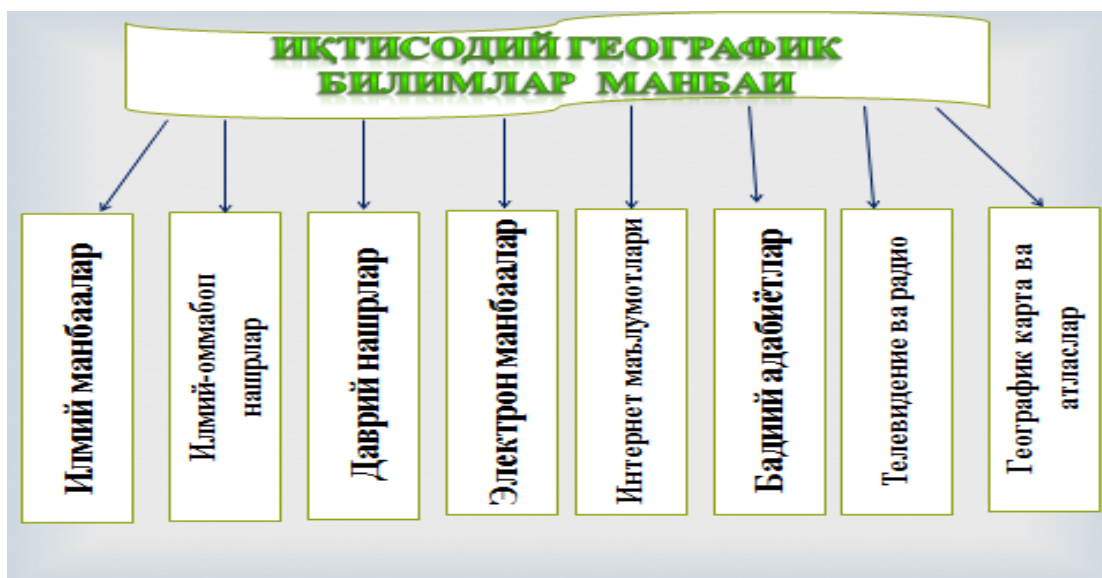 ИҚТИСОДИЙ ГЕОГРАФИК
БИЛИМЛАР МАНБАИ
Илмий манбаалар
Илмий-оммабоп
нашрлар
Даврий нашрлар
Электрон манбаалар
Интернет маълумотлари
Бадиий адабиётлар
Телевидение ва радио
Географик карта ва
атласлар